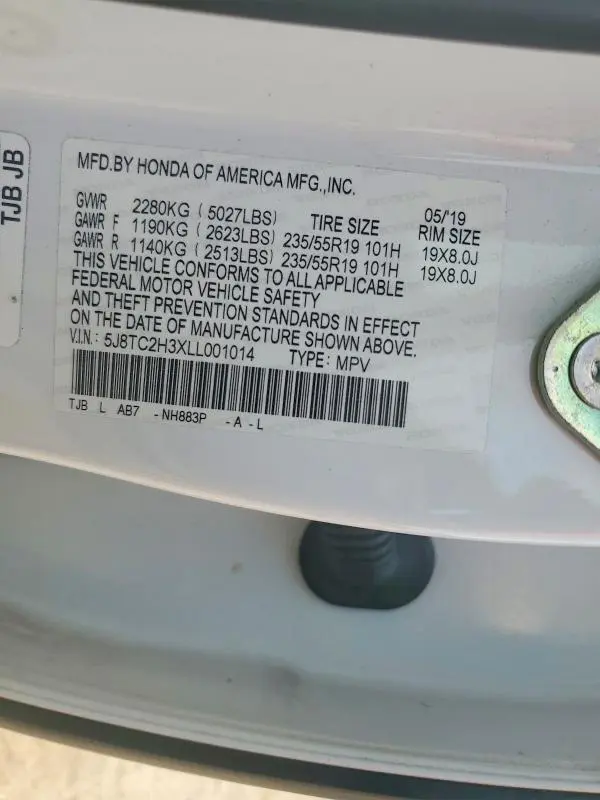 TJB JB
MFD.BY HONDA OF AMERICA MFG.,INC.
05/'19
GVWR 2280KG ( 5027LBS) TIRE SIZE RIM SIZE
GAWR F 1190KG ( 2623LBS) 235/55R19 101H 19X8.0J
GAWR R 1140KG ( 2513LBS) 235/55R19 101H 19X8.0J
THIS VEHICLE CONFORMS TO ALL APPLICABLE
FEDERAL MOTOR VEHICLE SAFETY
AND THEFT PREVENTION STANDARDS IN EFFECT
ON THE DATE OF MANUFACTURE SHOWN ABOVE.
V.I.N.: 5J8TC2H3XLL001014 TYPE: MPV
TJB L AB7 -NH883P -A-L